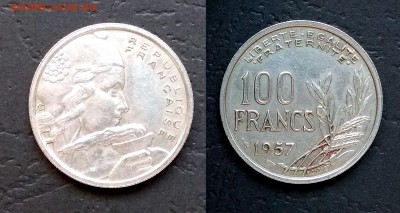 REPUBLIQUE
FRANÇAISE
LIBERTE-EGALITE
FRATERNITE
100
FRANCS
1957